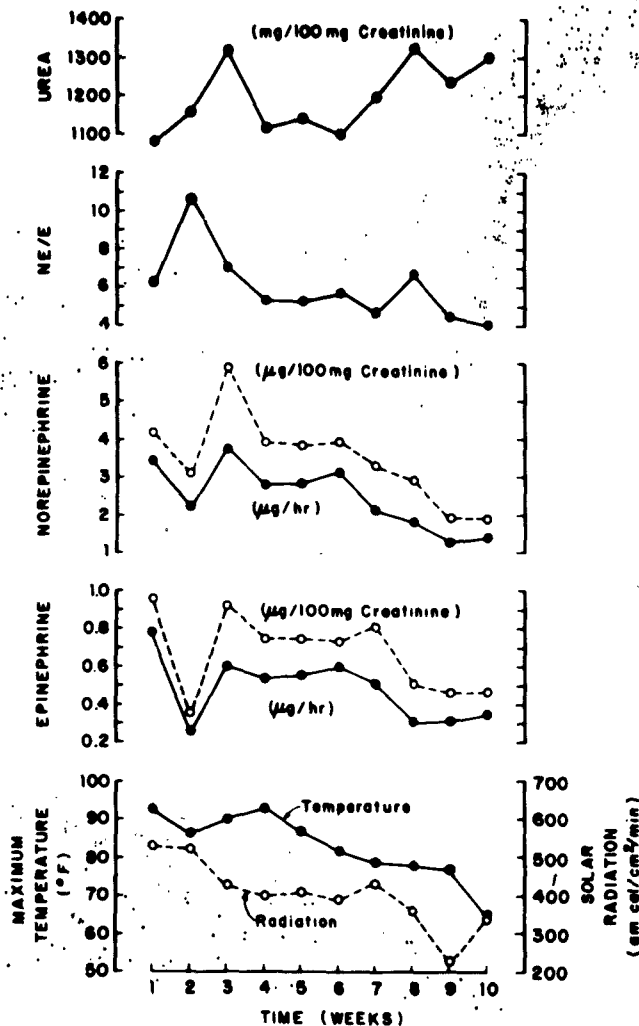 UREA
(mg/100 mg Creatinine)
1400
1300
1200
1100
NE/E
12
10
8
6
4
NOREPINEPHRINE
(μg/100mg Creatinine)
(μg/hr)
6
5
4
3
2
1
EPINEPHRINE
(μg/100mg Creatinine)
(μg/hr)
1.0
0.8
0.6
0.4
0.2
MAXIMUM
TEMPERATURE
(°F)
100
90
80
70
60
50
Temperature
Radiation
700
600
500
400
300
200
SOLAR
RADIATION
(gm cal/cm²/min)
1 2 3 4 5 6 7 8 9 10
TIME (WEEKS)